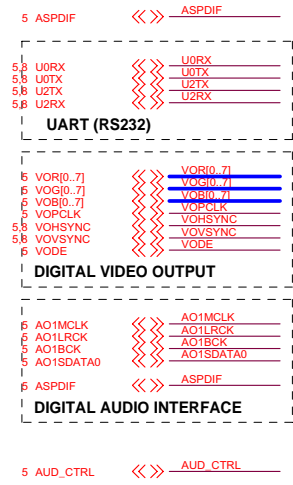 5 ASPDIF ASPDIF
5,8 U0RX U0RX
5,8 U0TX U0TX
5,8 U2TX U2TX
5,8 U2RX U2RX
UART (RS232)
5 VOR[0..7] VOR[0..7]
5 VOG[0..7] VOG[0..7]
5 VOB[0..7] VOB[0..7]
5 VOPCLK VOPCLK
5,8 VOHSYNC VOHSYNC
5,8 VOVSYNC VOVSYNC
5 VODE VODE
DIGITAL VIDEO OUTPUT
5 AO1MCLK AO1MCLK
5 AO1LRCK AO1LRCK
5 AO1BCK AO1BCK
5 AO1SDATA0 AO1SDATA0
5 ASPDIF ASPDIF
DIGITAL AUDIO INTERFACE
5 AUD_CTRL AUD_CTRL